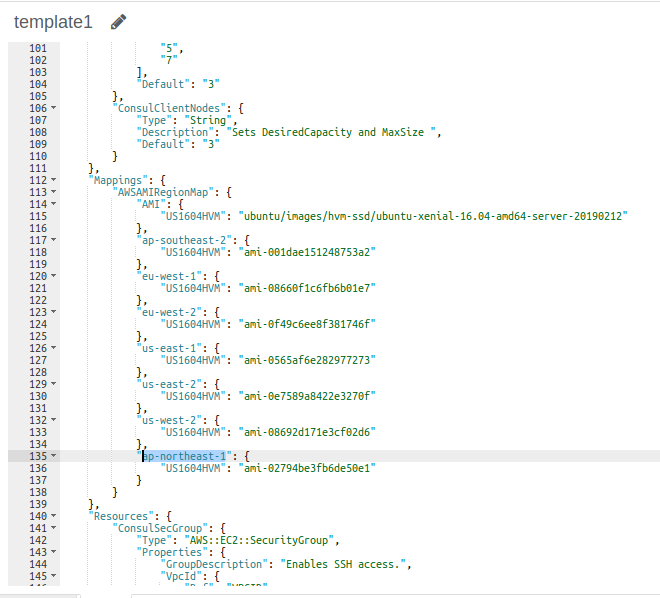 template1
101 "5",
102 "7"
103 ],
104 "Default": "3"
105 },
106 "ConsulClientNodes": {
107 "Type": "String",
108 "Description": "Sets DesiredCapacity and MaxSize ",
109 "Default": "3"
110 }
111 },
112 "Mappings": {
113 "AWSAMIRegionMap": {
114 "AMI": {
115 "US1604HVM": "ubuntu/images/hvm-ssd/ubuntu-xenial-16.04-amd64-server-20190212"
116 },
117 "ap-southeast-2": {
118 "US1604HVM": "ami-001dae151248753a2"
119 },
120 "eu-west-1": {
121 "US1604HVM": "ami-08660f1c6fb6b01e7"
122 },
123 "eu-west-2": {
124 "US1604HVM": "ami-0f49c6ee8f381746f"
125 },
126 "us-east-1": {
127 "US1604HVM": "ami-0565af6e282977273"
128 },
129 "us-east-2": {
130 "US1604HVM": "ami-0e7589a8422e3270f"
131 },
132 "us-west-2": {
133 "US1604HVM": "ami-08692d171e3cf02d6"
134 },
135 "ap-northeast-1": {
136 "US1604HVM": "ami-02794be3fb6de50e1"
137 }
138 }
139 },
140 "Resources": {
141 "ConsulSecGroup": {
142 "Type": "AWS::EC2::SecurityGroup",
143 "Properties": {
144 "GroupDescription": "Enables SSH access.",
145 "VpcId": {